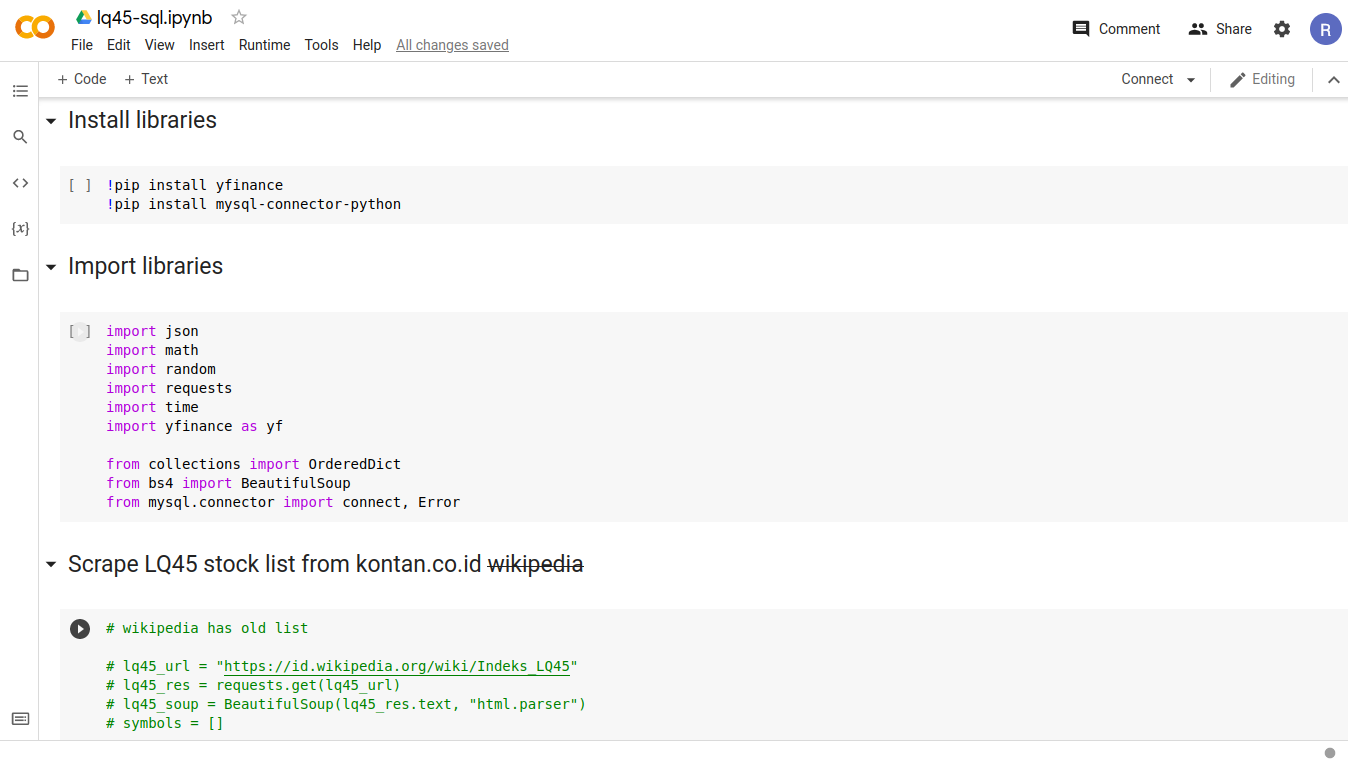 lq45-sql.ipynb
File Edit View Insert Runtime Tools Help All changes saved
Comment Share R
+ Code + Text Connect Editing
Install libraries
[ ] !pip install yfinance
!pip install mysql-connector-python
Import libraries
[ ] import json
import math
import random
import requests
import time
import yfinance as yf
from collections import OrderedDict
from bs4 import BeautifulSoup
from mysql.connector import connect, Error
Scrape LQ45 stock list from kontan.co.id wikipedia
# wikipedia has old list
# lq45_url = "https://id.wikipedia.org/wiki/Indeks_LQ45"
# lq45_res = requests.get(lq45_url)
# lq45_soup = BeautifulSoup(lq45_res.text, "html.parser")
# symbols = []